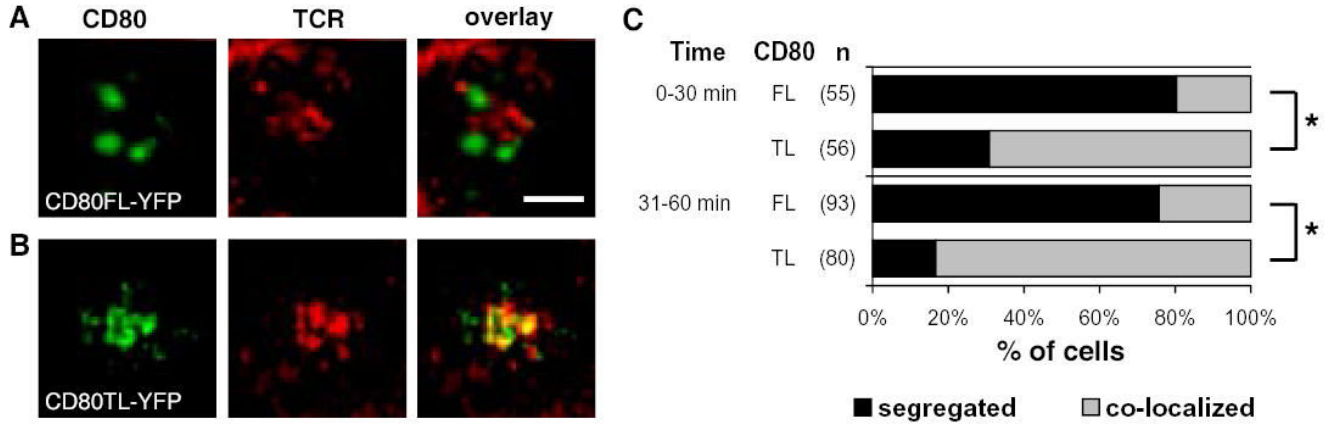 A
CD80 TCR overlay
CD80FL-YFP
B
CD80TL-YFP
C
Time CD80 n
0-30 min FL (55)
TL (56)
*
31-60 min FL (93)
TL (80)
*
0% 20% 40% 60% 80% 100%
% of cells
segregated co-localized